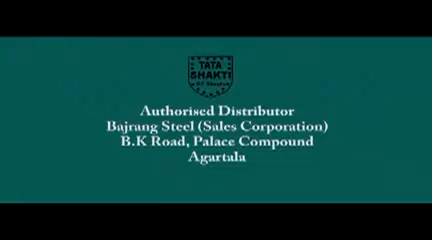 TATA
SHAKTI
Authorised Distributor
Bajrang Steel (Sales Corporation)
B.K Road, Palace Compound
Agartala